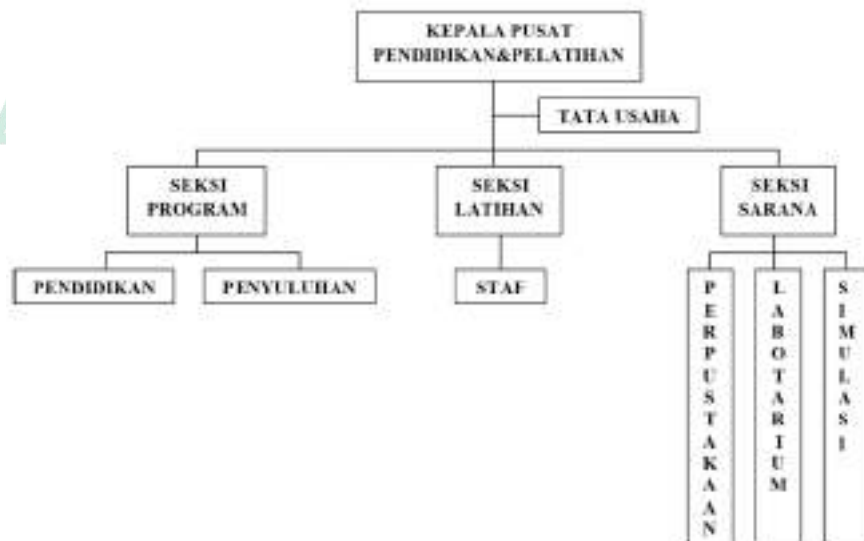 KEPALA PUSAT
PENDIDIKAN&PELATIHAN
TATA USAHA
SEKSI
PROGRAM
SEKSI
LATIHAN
SEKSI
SARANA
PENDIDIKAN
PENYULUHAN
STAF
PERPUSTAKAAN
LABOTARIUM
SIMULASI